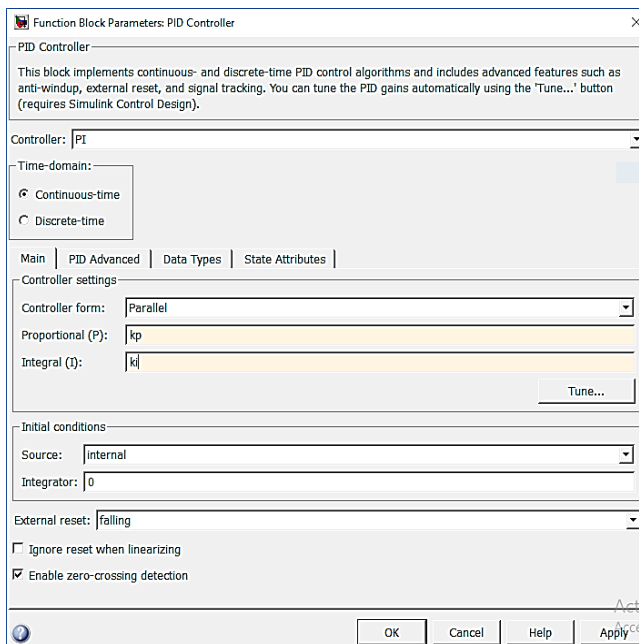 Function Block Parameters: PID Controller
PID Controller
This block implements continuous- and discrete-time PID control algorithms and includes advanced features such as
anti-windup, external reset, and signal tracking. You can tune the PID gains automatically using the 'Tune...' button
(requires Simulink Control Design).
Controller: PI
Time-domain:
Continuous-time
Discrete-time
Main PID Advanced Data Types State Attributes
Controller settings
Controller form: Parallel
Proportional (P): kp
Integral (I): ki
Tune...
Initial conditions
Source: internal
Integrator: 0
External reset: falling
Ignore reset when linearizing
Enable zero-crossing detection
OK Cancel Help Apply